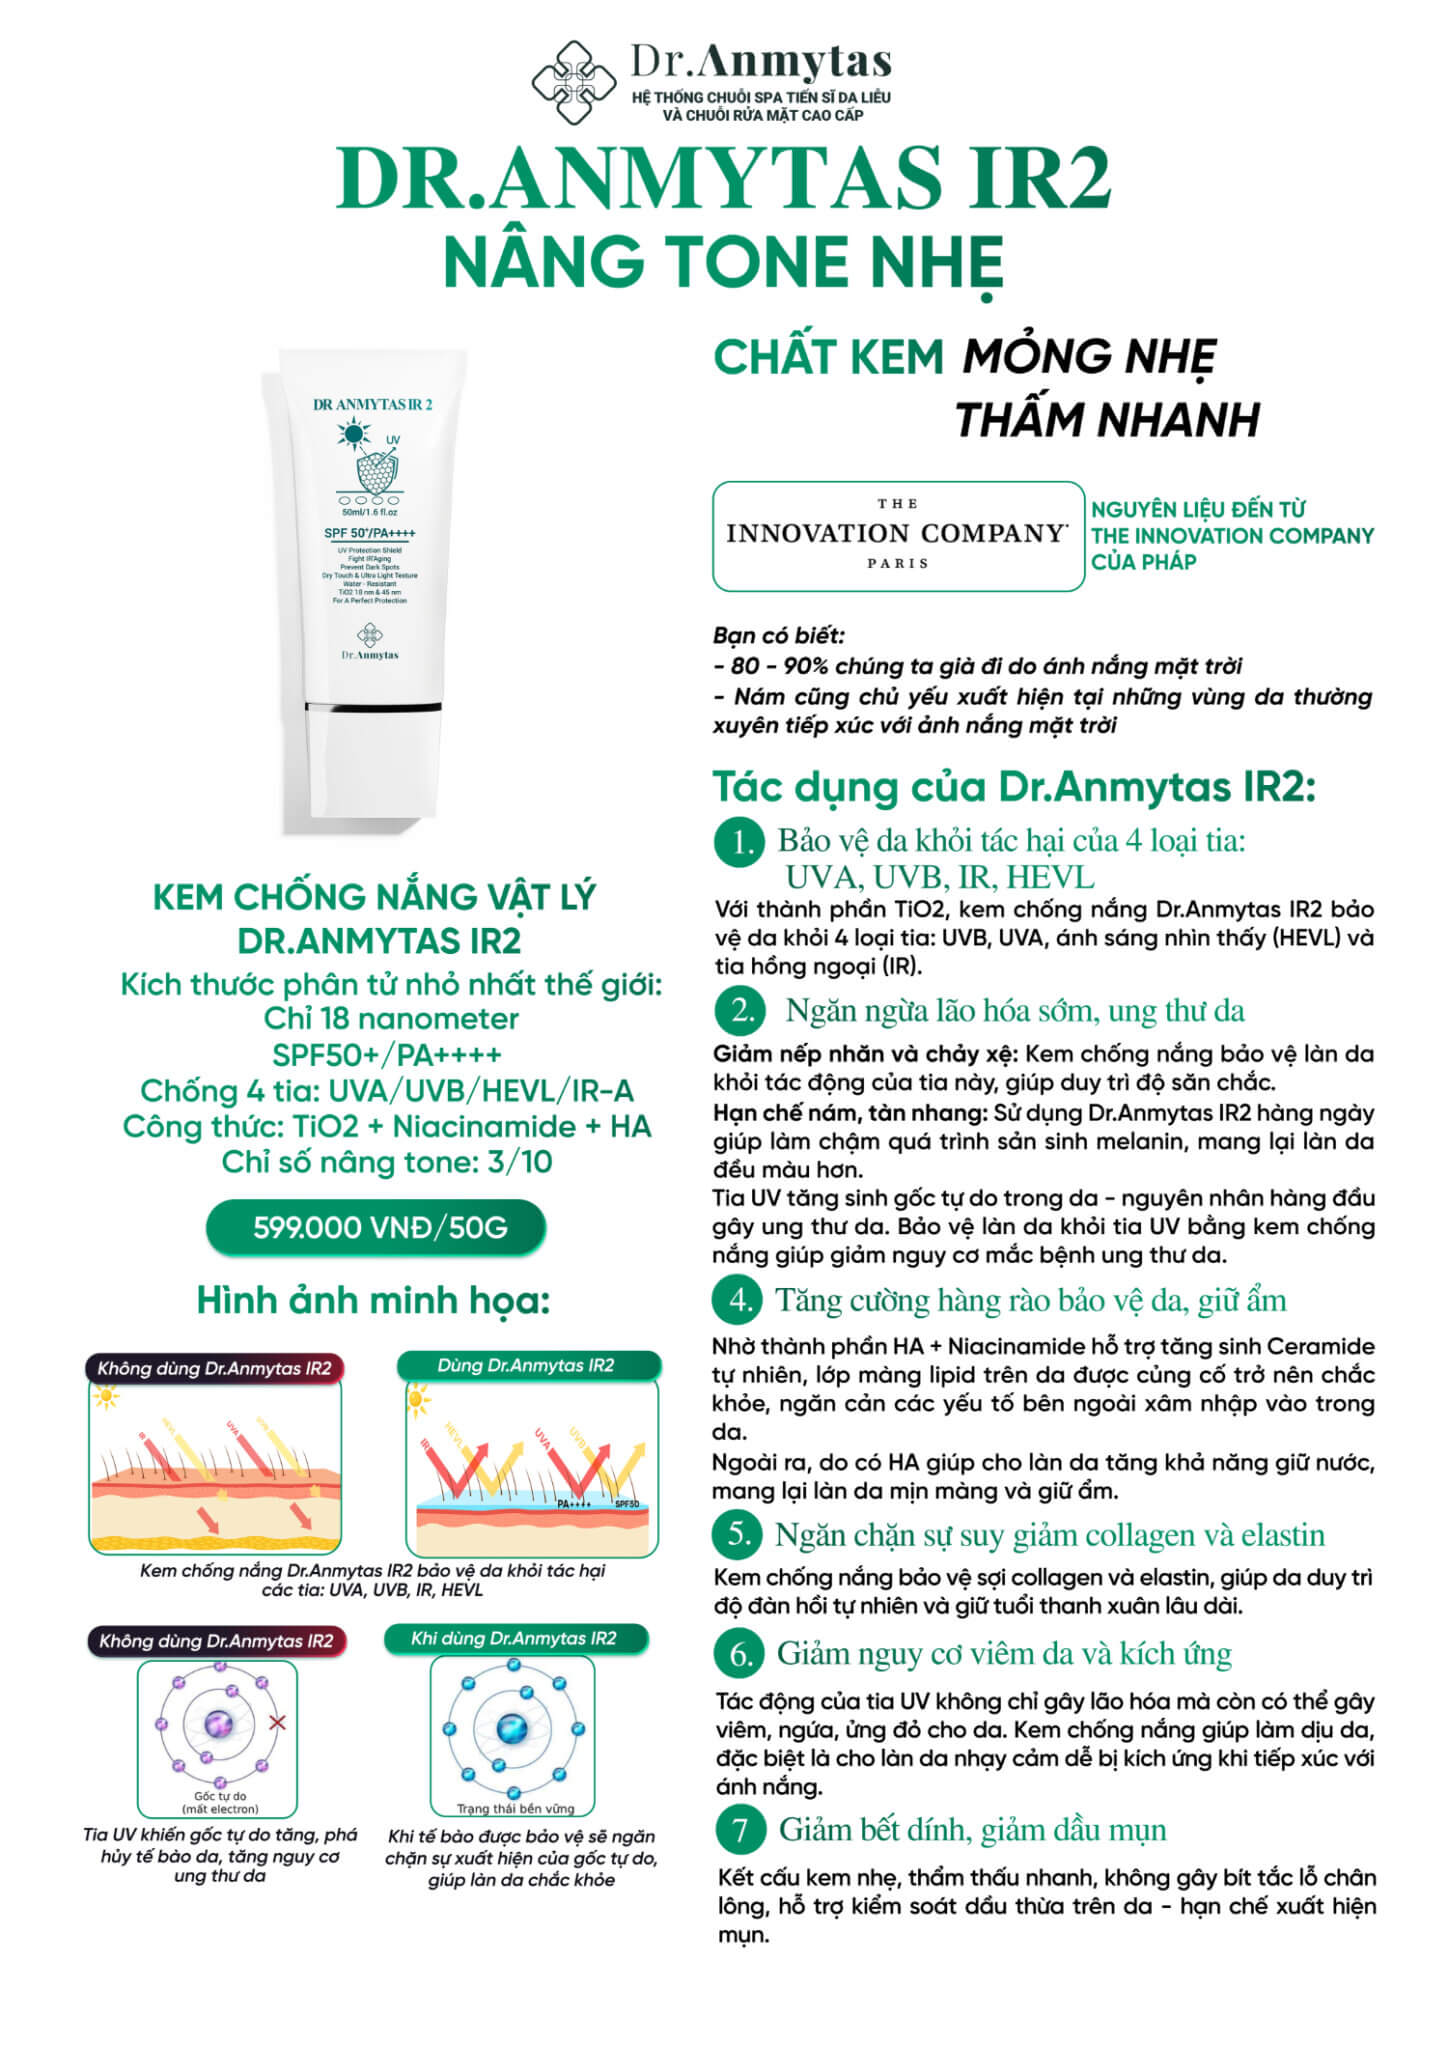 Dr.Anmytas
HỆ THỐNG CHUỖI SPA TIẾN SĨ DA LIỄU
VÀ CHUỖI RỬA MẶT CAO CẤP
DR.ANMYTAS IR2
NÂNG TONE NHẸ
DR ANMYTAS IR 2
UV
50ml/1.6 fl.oz
SPF 50+/PA++++
UV Protection Shield
Fight IR'Aging
Prevent Dark Spots
Dry Touch & Ultra Light Texture
Water - Resistant
TiO2 18 nm & 45 nm
For A Perfect Protection
Dr.Anmytas
KEM CHỐNG NẮNG VẬT LÝ
DR.ANMYTAS IR2
Kích thước phân tử nhỏ nhất thế giới:
Chỉ 18 nanometer
SPF50+/PA++++
Chống 4 tia: UVA/UVB/HEVL/IR-A
Công thức: TiO2 + Niacinamide + HA
Chỉ số nâng tone: 3/10
599.000 VNĐ/50G
Hình ảnh minh họa:
Không dùng Dr.Anmytas IR2
IR
HEVL
UVA
UVB
Dùng Dr.Anmytas IR2
IR
HEVL
UVA
UVB
PA++++
SPF50
Kem chống nắng Dr.Anmytas IR2 bảo vệ da khỏi tác hại
các tia: UVA, UVB, IR, HEVL
Không dùng Dr.Anmytas IR2
Gốc tự do
(mất electron)
Tia UV khiến gốc tự do tăng, phá
hủy tế bào da, tăng nguy cơ
ung thư da
Khi dùng Dr.Anmytas IR2
Trạng thái bền vững
Khi tế bào được bảo vệ sẽ ngăn
chặn sự xuất hiện của gốc tự do,
giúp làn da chắc khỏe
CHẤT KEM MỎNG NHẸ
THẤM NHANH
THE
INNOVATION COMPANY
PARIS
NGUYÊN LIỆU ĐẾN TỪ
THE INNOVATION COMPANY
CỦA PHÁP
Bạn có biết:
- 80 - 90% chúng ta già đi do ánh nắng mặt trời
- Nám cũng chủ yếu xuất hiện tại những vùng da thường
xuyên tiếp xúc với ảnh nắng mặt trời
Tác dụng của Dr.Anmytas IR2:
1. Bảo vệ da khỏi tác hại của 4 loại tia:
UVA, UVB, IR, HEVL
Với thành phần TiO2, kem chống nắng Dr.Anmytas IR2 bảo
vệ da khỏi 4 loại tia: UVB, UVA, ánh sáng nhìn thấy (HEVL) và
tia hồng ngoại (IR).
2. Ngăn ngừa lão hóa sớm, ung thư da
Giảm nếp nhăn và chảy xệ: Kem chống nắng bảo vệ làn da
khỏi tác động của tia này, giúp duy trì độ săn chắc.
Hạn chế nám, tàn nhang: Sử dụng Dr.Anmytas IR2 hàng ngày
giúp làm chậm quá trình sản sinh melanin, mang lại làn da
đều màu hơn.
Tia UV tăng sinh gốc tự do trong da - nguyên nhân hàng đầu
gây ung thư da. Bảo vệ làn da khỏi tia UV bằng kem chống
nắng giúp giảm nguy cơ mắc bệnh ung thư da.
4. Tăng cường hàng rào bảo vệ da, giữ ẩm
Nhờ thành phần HA + Niacinamide hỗ trợ tăng sinh Ceramide
tự nhiên, lớp màng lipid trên da được củng cố trở nên chắc
khỏe, ngăn cản các yếu tố bên ngoài xâm nhập vào trong
da.
Ngoài ra, do có HA giúp cho làn da tăng khả năng giữ nước,
mang lại làn da mịn màng và giữ ẩm.
5. Ngăn chặn sự suy giảm collagen và elastin
Kem chống nắng bảo vệ sợi collagen và elastin, giúp da duy trì
độ đàn hồi tự nhiên và giữ tuổi thanh xuân lâu dài.
6. Giảm nguy cơ viêm da và kích ứng
Tác động của tia UV không chỉ gây lão hóa mà còn có thể gây
viêm, ngứa, ửng đỏ cho da. Kem chống nắng giúp làm dịu da,
đặc biệt là cho làn da nhạy cảm dễ bị kích ứng khi tiếp xúc với
ánh nắng.
7 Giảm bết dính, giảm dầu mụn
Kết cấu kem nhẹ, thẩm thấu nhanh, không gây bít tắc lỗ chân
lông, hỗ trợ kiểm soát dầu thừa trên da - hạn chế xuất hiện
mụn.